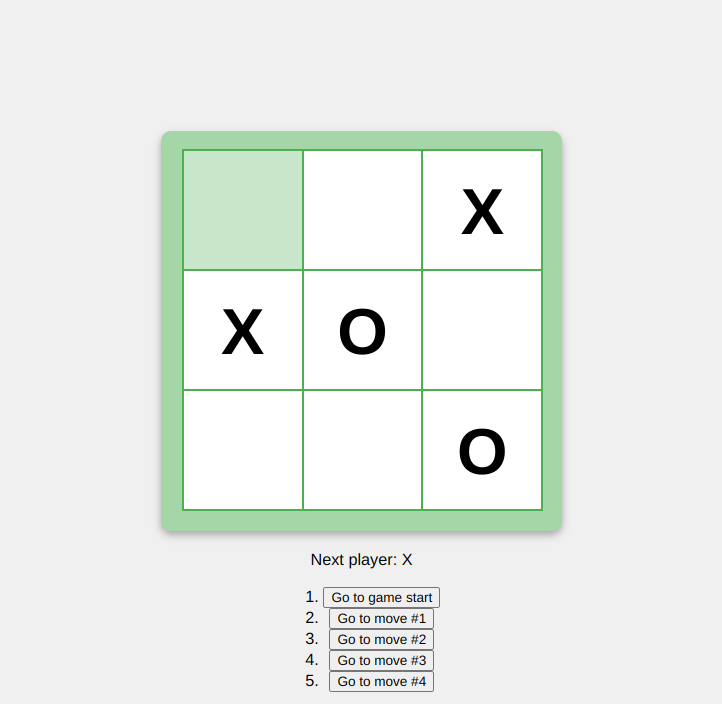 X
X O
O
Next player: X
1. Go to game start
2. Go to move #1
3. Go to move #2
4. Go to move #3
5. Go to move #4